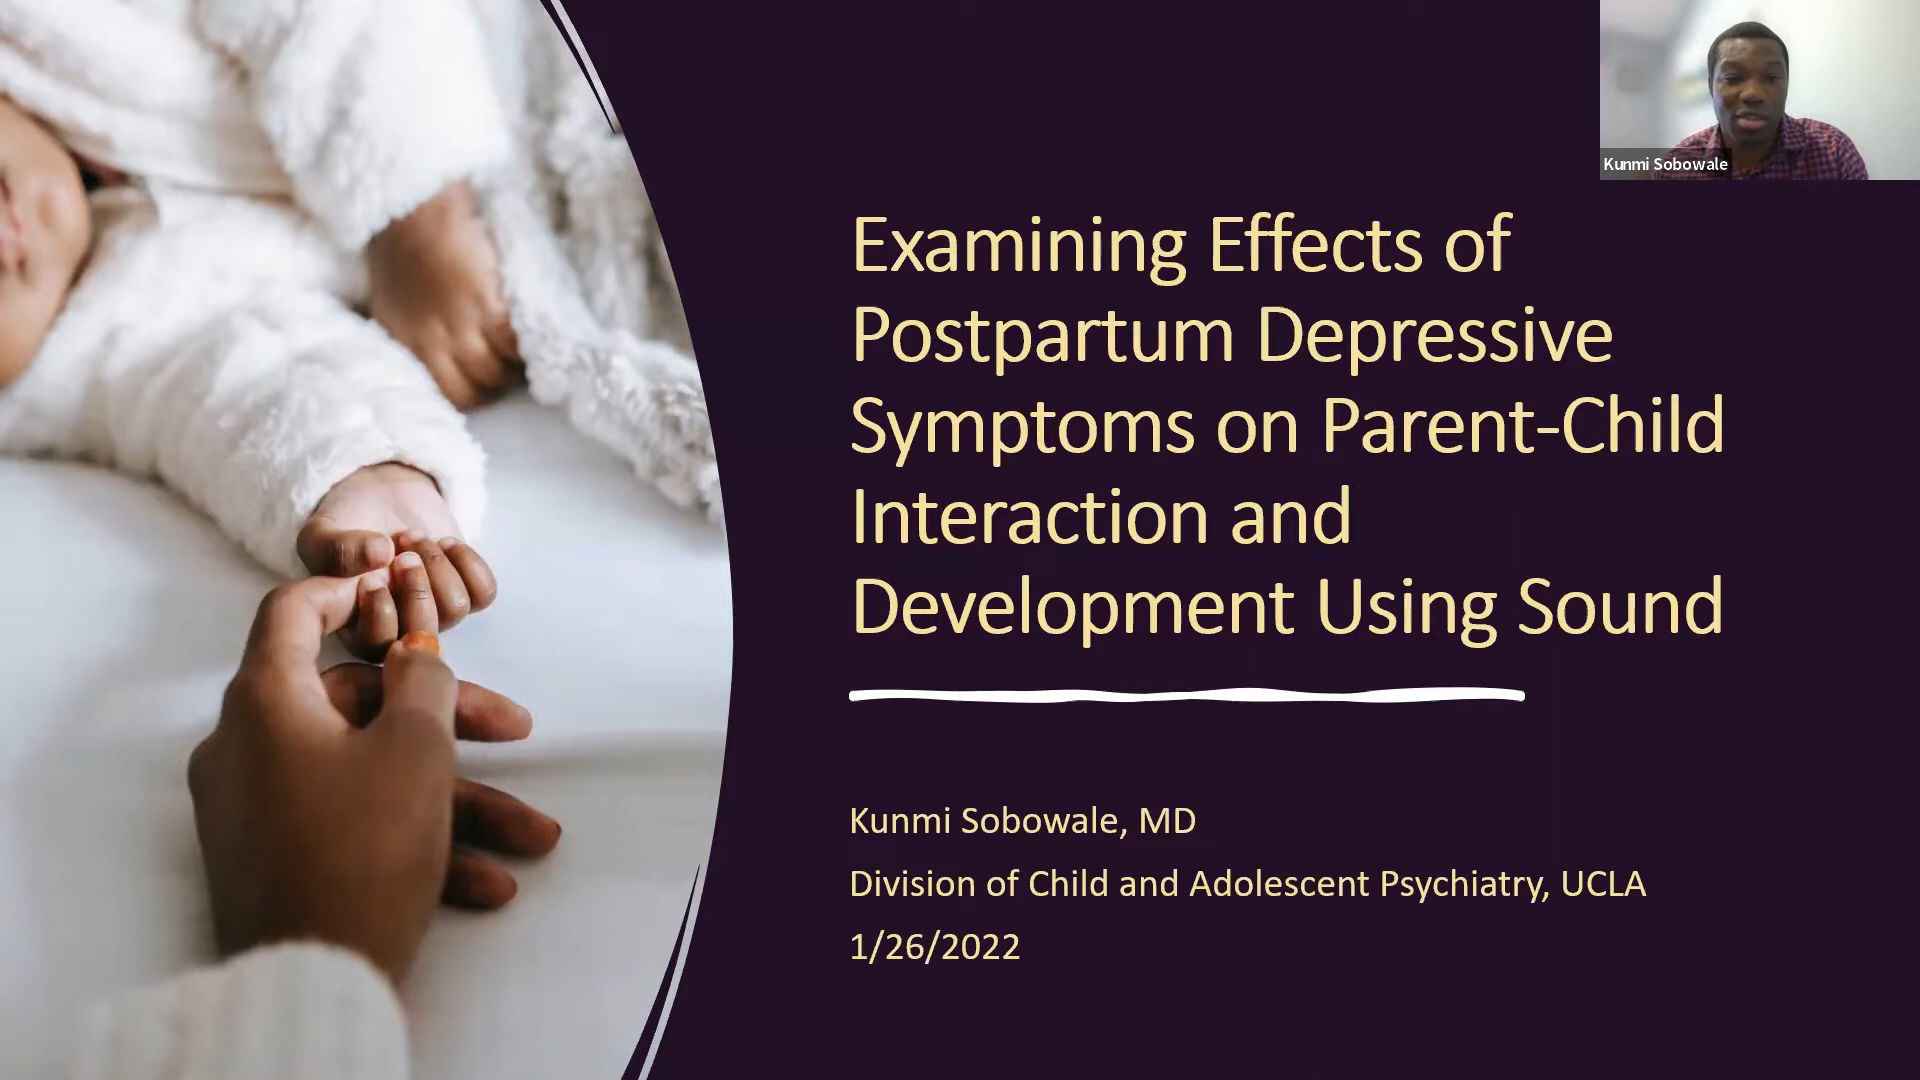 Kunmi Sobowale
Examining Effects of
Postpartum Depressive
Symptoms on Parent-Child
Interaction and
Development Using Sound
Kunmi Sobowale, MD
Division of Child and Adolescent Psychiatry, UCLA
1/26/2022